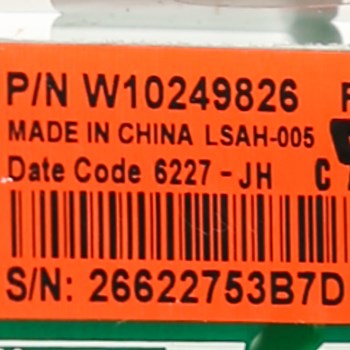 P/N W10249826
MADE IN CHINA LSAH-005
Date Code 6227 - JH C
S/N: 26622753B7D